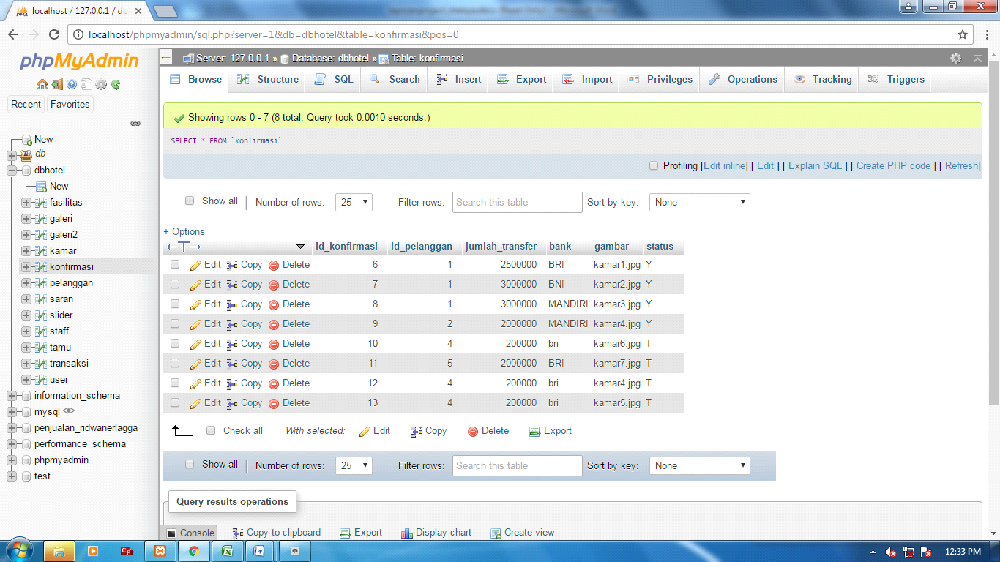 localhost / 127.0.0.1 / db
localhost/phpmyadmin/sql.php?server=1&db=dbhotel&table=konfirmasi&pos=0
phpMyAdmin
Recent Favorites
New
db
dbhotel
New
fasilitas
galeri
galeri2
kamar
konfirmasi
pelanggan
saran
slider
staff
tamu
transaksi
user
information_schema
mysql
penjualan_ridwanerlagga
performance_schema
phpmyadmin
test
Server: 127.0.0.1 » Database: dbhotel » Table: konfirmasi
Browse Structure SQL Search Insert Export Import Privileges Operations Tracking Triggers
Showing rows 0 - 7 (8 total, Query took 0.0010 seconds.)
SELECT * FROM `konfirmasi`
Profiling [Edit inline] [ Edit ] [ Explain SQL ] [ Create PHP code ] [ Refresh]
Show all | Number of rows: 25 Filter rows: Search this table Sort by key: None
+ Options
←T→ id_konfirmasi id_pelanggan jumlah_transfer bank gambar status
Edit Copy Delete 6 1 2500000 BRI kamar1.jpg Y
Edit Copy Delete 7 1 3000000 BNI kamar2.jpg Y
Edit Copy Delete 8 1 3000000 MANDIRI kamar3.jpg Y
Edit Copy Delete 9 2 2000000 MANDIRI kamar4.jpg Y
Edit Copy Delete 10 4 200000 bri kamar6.jpg T
Edit Copy Delete 11 5 2000000 BRI kamar7.jpg T
Edit Copy Delete 12 4 200000 bri kamar4.jpg T
Edit Copy Delete 13 4 200000 bri kamar5.jpg T
Check all With selected: Edit Copy Delete Export
Show all | Number of rows: 25 Filter rows: Search this table Sort by key: None
Query results operations
Console Copy to clipboard Export Display chart Create view
12:33 PM